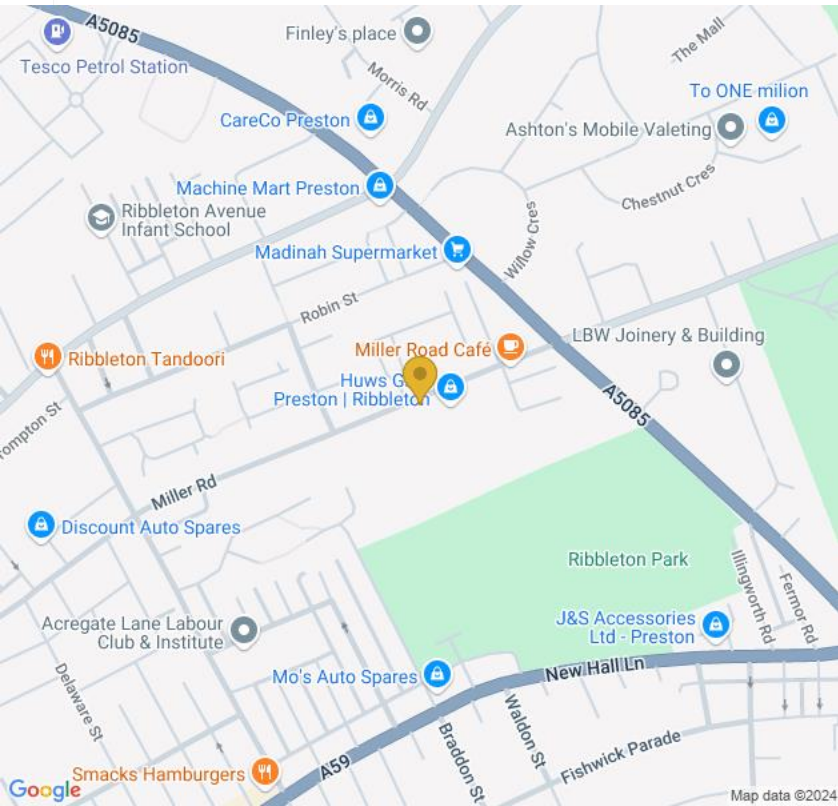 A5085
Finley's place
The Mall
Tesco Petrol Station
Morris Rd
To ONE milion
CareCo Preston
Ashton's Mobile Valeting
Machine Mart Preston
Chestnut Cres
Ribbleton Avenue
Infant School
Willow Cres
Madinah Supermarket
Robin St
LBW Joinery & Building
Miller Road Café
Ribbleton Tandoori
Huws G
Preston | Ribbleton
A5085
rompton St
Miller Rd
Discount Auto Spares
Ribbleton Park
Illingworth Rd
Fermor Rd
J&S Accessories
Ltd - Preston
Acregate Lane Labour
Club & Institute
Mo's Auto Spares
New Hall Ln
Delaware St
Waldon St
Braddon St
Fishwick Parade
A59
Smacks Hamburgers
Google
Map data ©2024